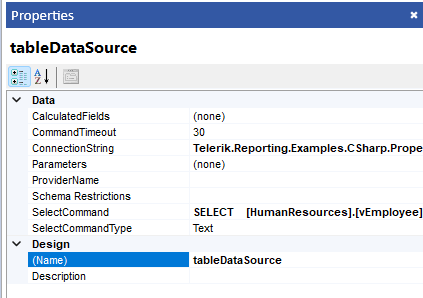 Properties
tableDataSource
Data
CalculatedFields (none)
CommandTimeout 30
ConnectionString Telerik.Reporting.Examples.CSharp.Prope
Parameters (none)
ProviderName
Schema Restrictions
SelectCommand SELECT [HumanResources].[vEmployee]
SelectCommandType Text
Design
(Name) tableDataSource
Description